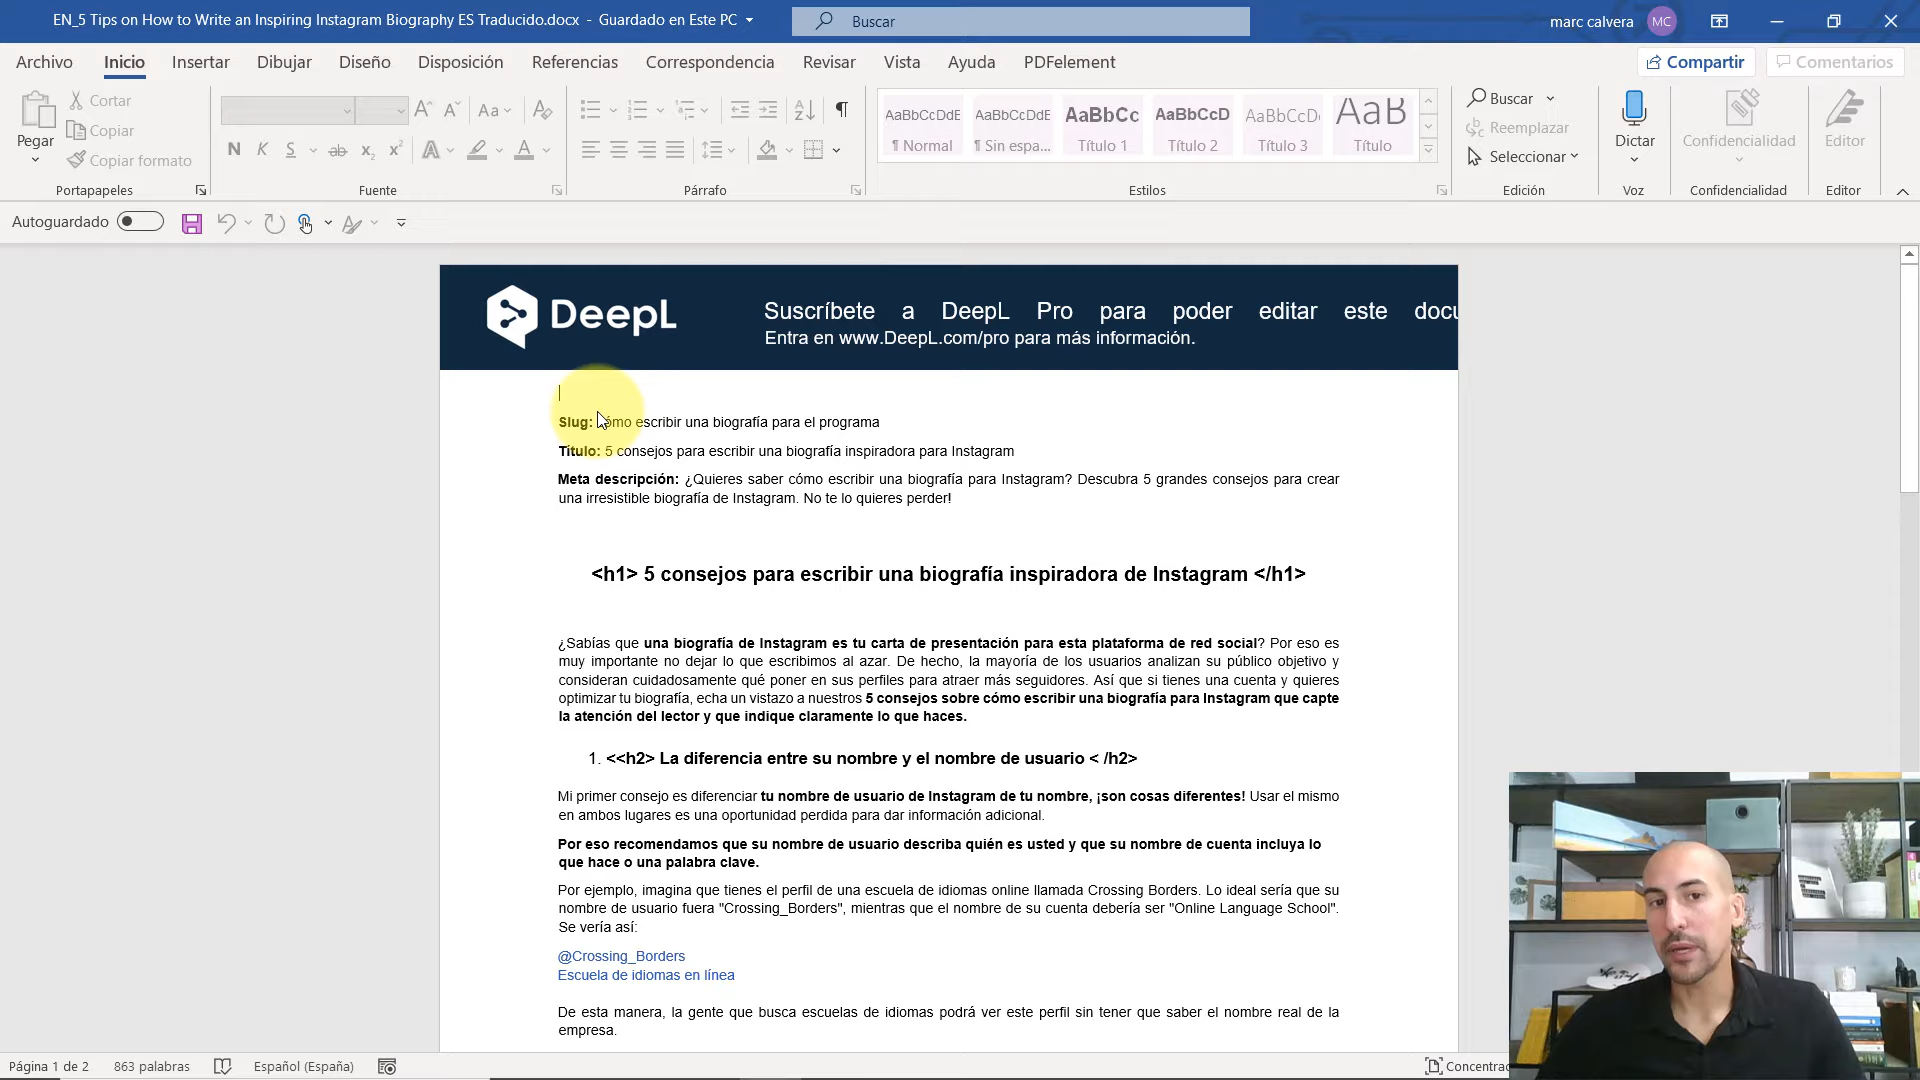 EN_5 Tips on How to Write an Inspiring Instagram Biography ES Traducido.docx - Guardado en Este PC
Buscar
marc calvera
MC
Archivo Inicio Insertar Dibujar Diseño Disposición Referencias Correspondencia Revisar Vista Ayuda PDFelement
Compartir
Comentarios
Pegar
Cortar
Copiar
Copiar formato
Portapapeles
Aa
N K S ab x₂ x² A A
Fuente
Párrafo
AaBbCcDdE AaBbCcDdE AaBbCc AaBbCcD AaBbCcD AaB
¶ Normal ¶ Sin espa... Título 1 Título 2 Título 3 Título
Estilos
Buscar
Reemplazar
Seleccionar
Edición
Dictar
Voz
Confidencialidad
Confidencialidad
Editor
Editor
Autoguardado
DeepL
Suscríbete a DeepL Pro para poder editar este docu
Entra en www.DeepL.com/pro para más información.
Slug: cómo escribir una biografía para el programa
Título: 5 consejos para escribir una biografía inspiradora para Instagram
Meta descripción: ¿Quieres saber cómo escribir una biografía para Instagram? Descubra 5 grandes consejos para crear
una irresistible biografía de Instagram. No te lo quieres perder!
<h1> 5 consejos para escribir una biografía inspiradora de Instagram </h1>
¿Sabías que una biografía de Instagram es tu carta de presentación para esta plataforma de red social? Por eso es
muy importante no dejar lo que escribimos al azar. De hecho, la mayoría de los usuarios analizan su público objetivo y
consideran cuidadosamente qué poner en sus perfiles para atraer más seguidores. Así que si tienes una cuenta y quieres
optimizar tu biografía, echa un vistazo a nuestros 5 consejos sobre cómo escribir una biografía para Instagram que capte
la atención del lector y que indique claramente lo que haces.
1. <<h2> La diferencia entre su nombre y el nombre de usuario < /h2>
Mi primer consejo es diferenciar tu nombre de usuario de Instagram de tu nombre, ¡son cosas diferentes! Usar el mismo
en ambos lugares es una oportunidad perdida para dar información adicional.
Por eso recomendamos que su nombre de usuario describa quién es usted y que su nombre de cuenta incluya lo
que hace o una palabra clave.
Por ejemplo, imagina que tienes el perfil de una escuela de idiomas online llamada Crossing Borders. Lo ideal sería que su
nombre de usuario fuera "Crossing_Borders", mientras que el nombre de su cuenta debería ser "Online Language School".
Se vería así:
@Crossing_Borders
Escuela de idiomas en línea
De esta manera, la gente que busca escuelas de idiomas podrá ver este perfil sin tener que saber el nombre real de la
empresa.
Página 1 de 2 863 palabras Español (España)
Concentrac